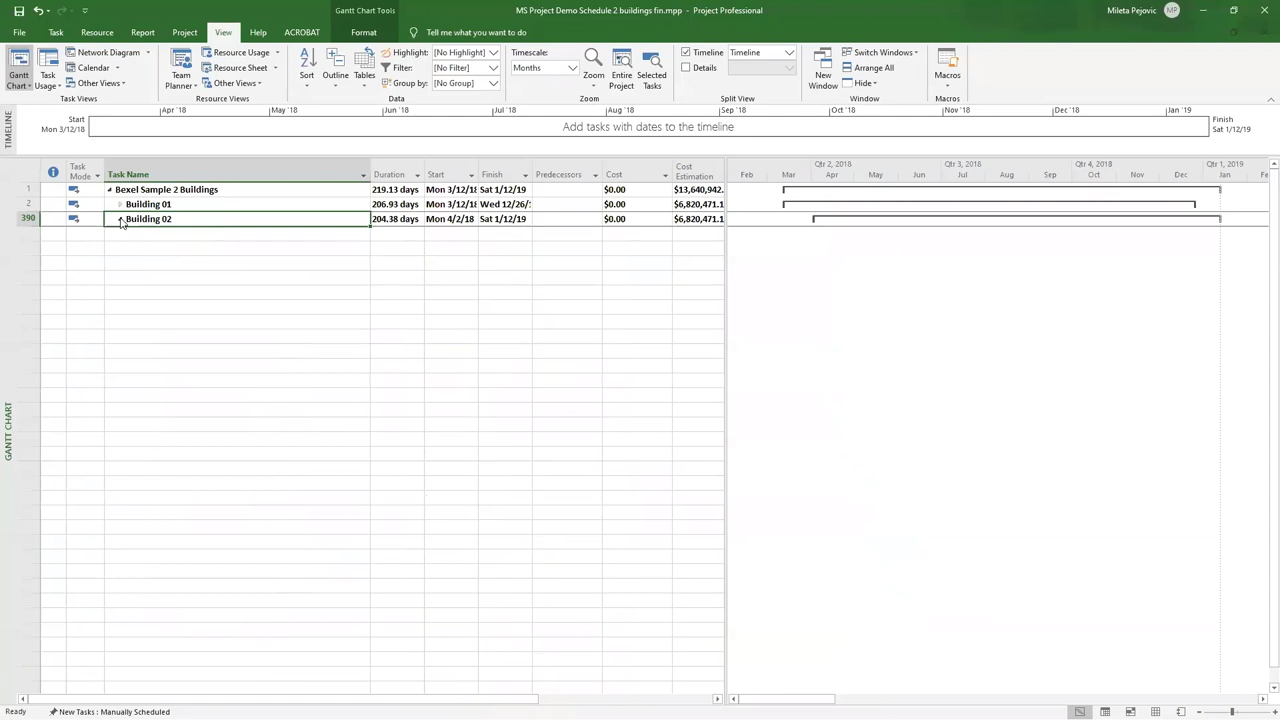 Gantt Chart Tools
MS Project Demo Schedule 2 buildings fin.mpp - Project Professional
Mileta Pejovic MP
File Task Resource Report Project View Help ACROBAT Format Tell me what you want to do
Gantt Chart
Task Usage
Network Diagram
Calendar
Other Views
Task Views
Team Planner
Resource Usage
Resource Sheet
Other Views
Resource Views
Sort
Outline
Tables
Highlight: [No Highlight]
Filter: [No Filter]
Group by: [No Group]
Data
Timescale:
Months
Zoom
Entire Project
Selected Tasks
Zoom
Timeline Timeline
Details
Split View
New Window
Switch Windows
Arrange All
Hide
Window
Macros
Macros
TIMELINE
Start
Mon 3/12/18
Apr '18 May '18 Jun '18 Jul '18 Aug '18 Sep '18 Oct '18 Nov '18 Dec '18 Jan '19
Add tasks with dates to the timeline
Finish
Sat 1/12/19
Task Mode Task Name Duration Start Finish Predecessors Cost Cost Estimation
Qtr 2, 2018 Qtr 3, 2018 Qtr 4, 2018 Qtr 1, 2019
Feb Mar Apr May Jun Jul Aug Sep Oct Nov Dec Jan Fe
1 Bexel Sample 2 Buildings 219.13 days Mon 3/12/18 Sat 1/12/19 $0.00 $13,640,942.
2 Building 01 206.93 days Mon 3/12/18 Wed 12/26/: $0.00 $6,820,471.1
390 Building 02 204.38 days Mon 4/2/18 Sat 1/12/19 $0.00 $6,820,471.1
GANTT CHART
Ready New Tasks : Manually Scheduled